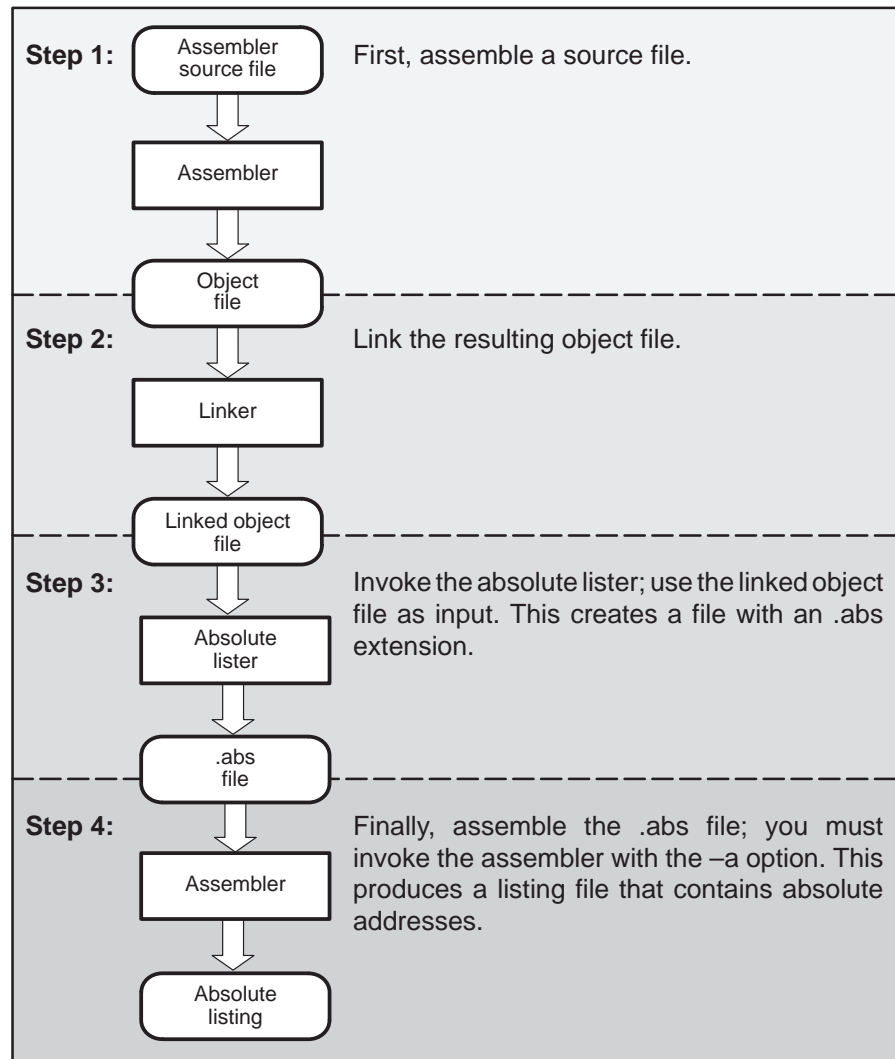 Step 1:
Assembler
source file
First, assemble a source file.
Assembler
Object
file
Step 2:
Link the resulting object file.
Linker
Linked object
file
Step 3:
Invoke the absolute lister; use the linked object
file as input. This creates a file with an .abs
extension.
Absolute
lister
.abs
file
Step 4:
Finally, assemble the .abs file; you must
invoke the assembler with the –a option. This
produces a listing file that contains absolute
addresses.
Assembler
Absolute
listing